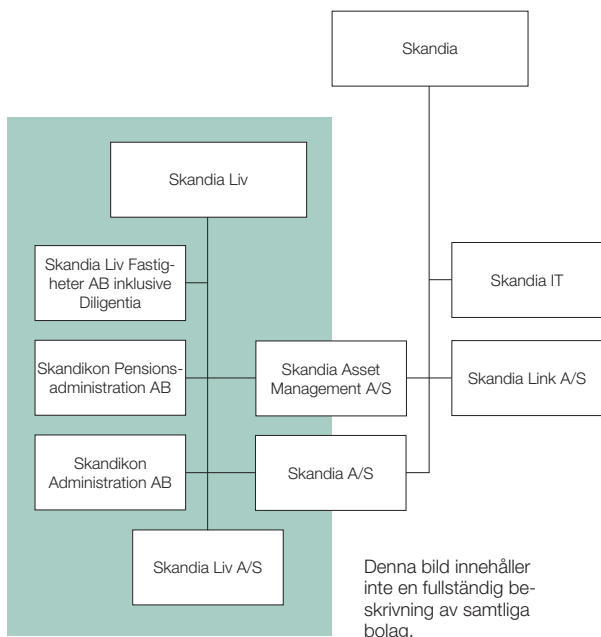 Skandia
Skandia Liv
Skandia Liv Fastig-
heter AB inklusive
Diligentia
Skandia IT
Skandikon Pensions-
administration AB
Skandia Asset
Management A/S
Skandia Link A/S
Skandikon
Administration AB
Skandia A/S
Skandia Liv A/S
Denna bild innehåller
inte en fullständig be-
skrivning av samtliga
bolag.